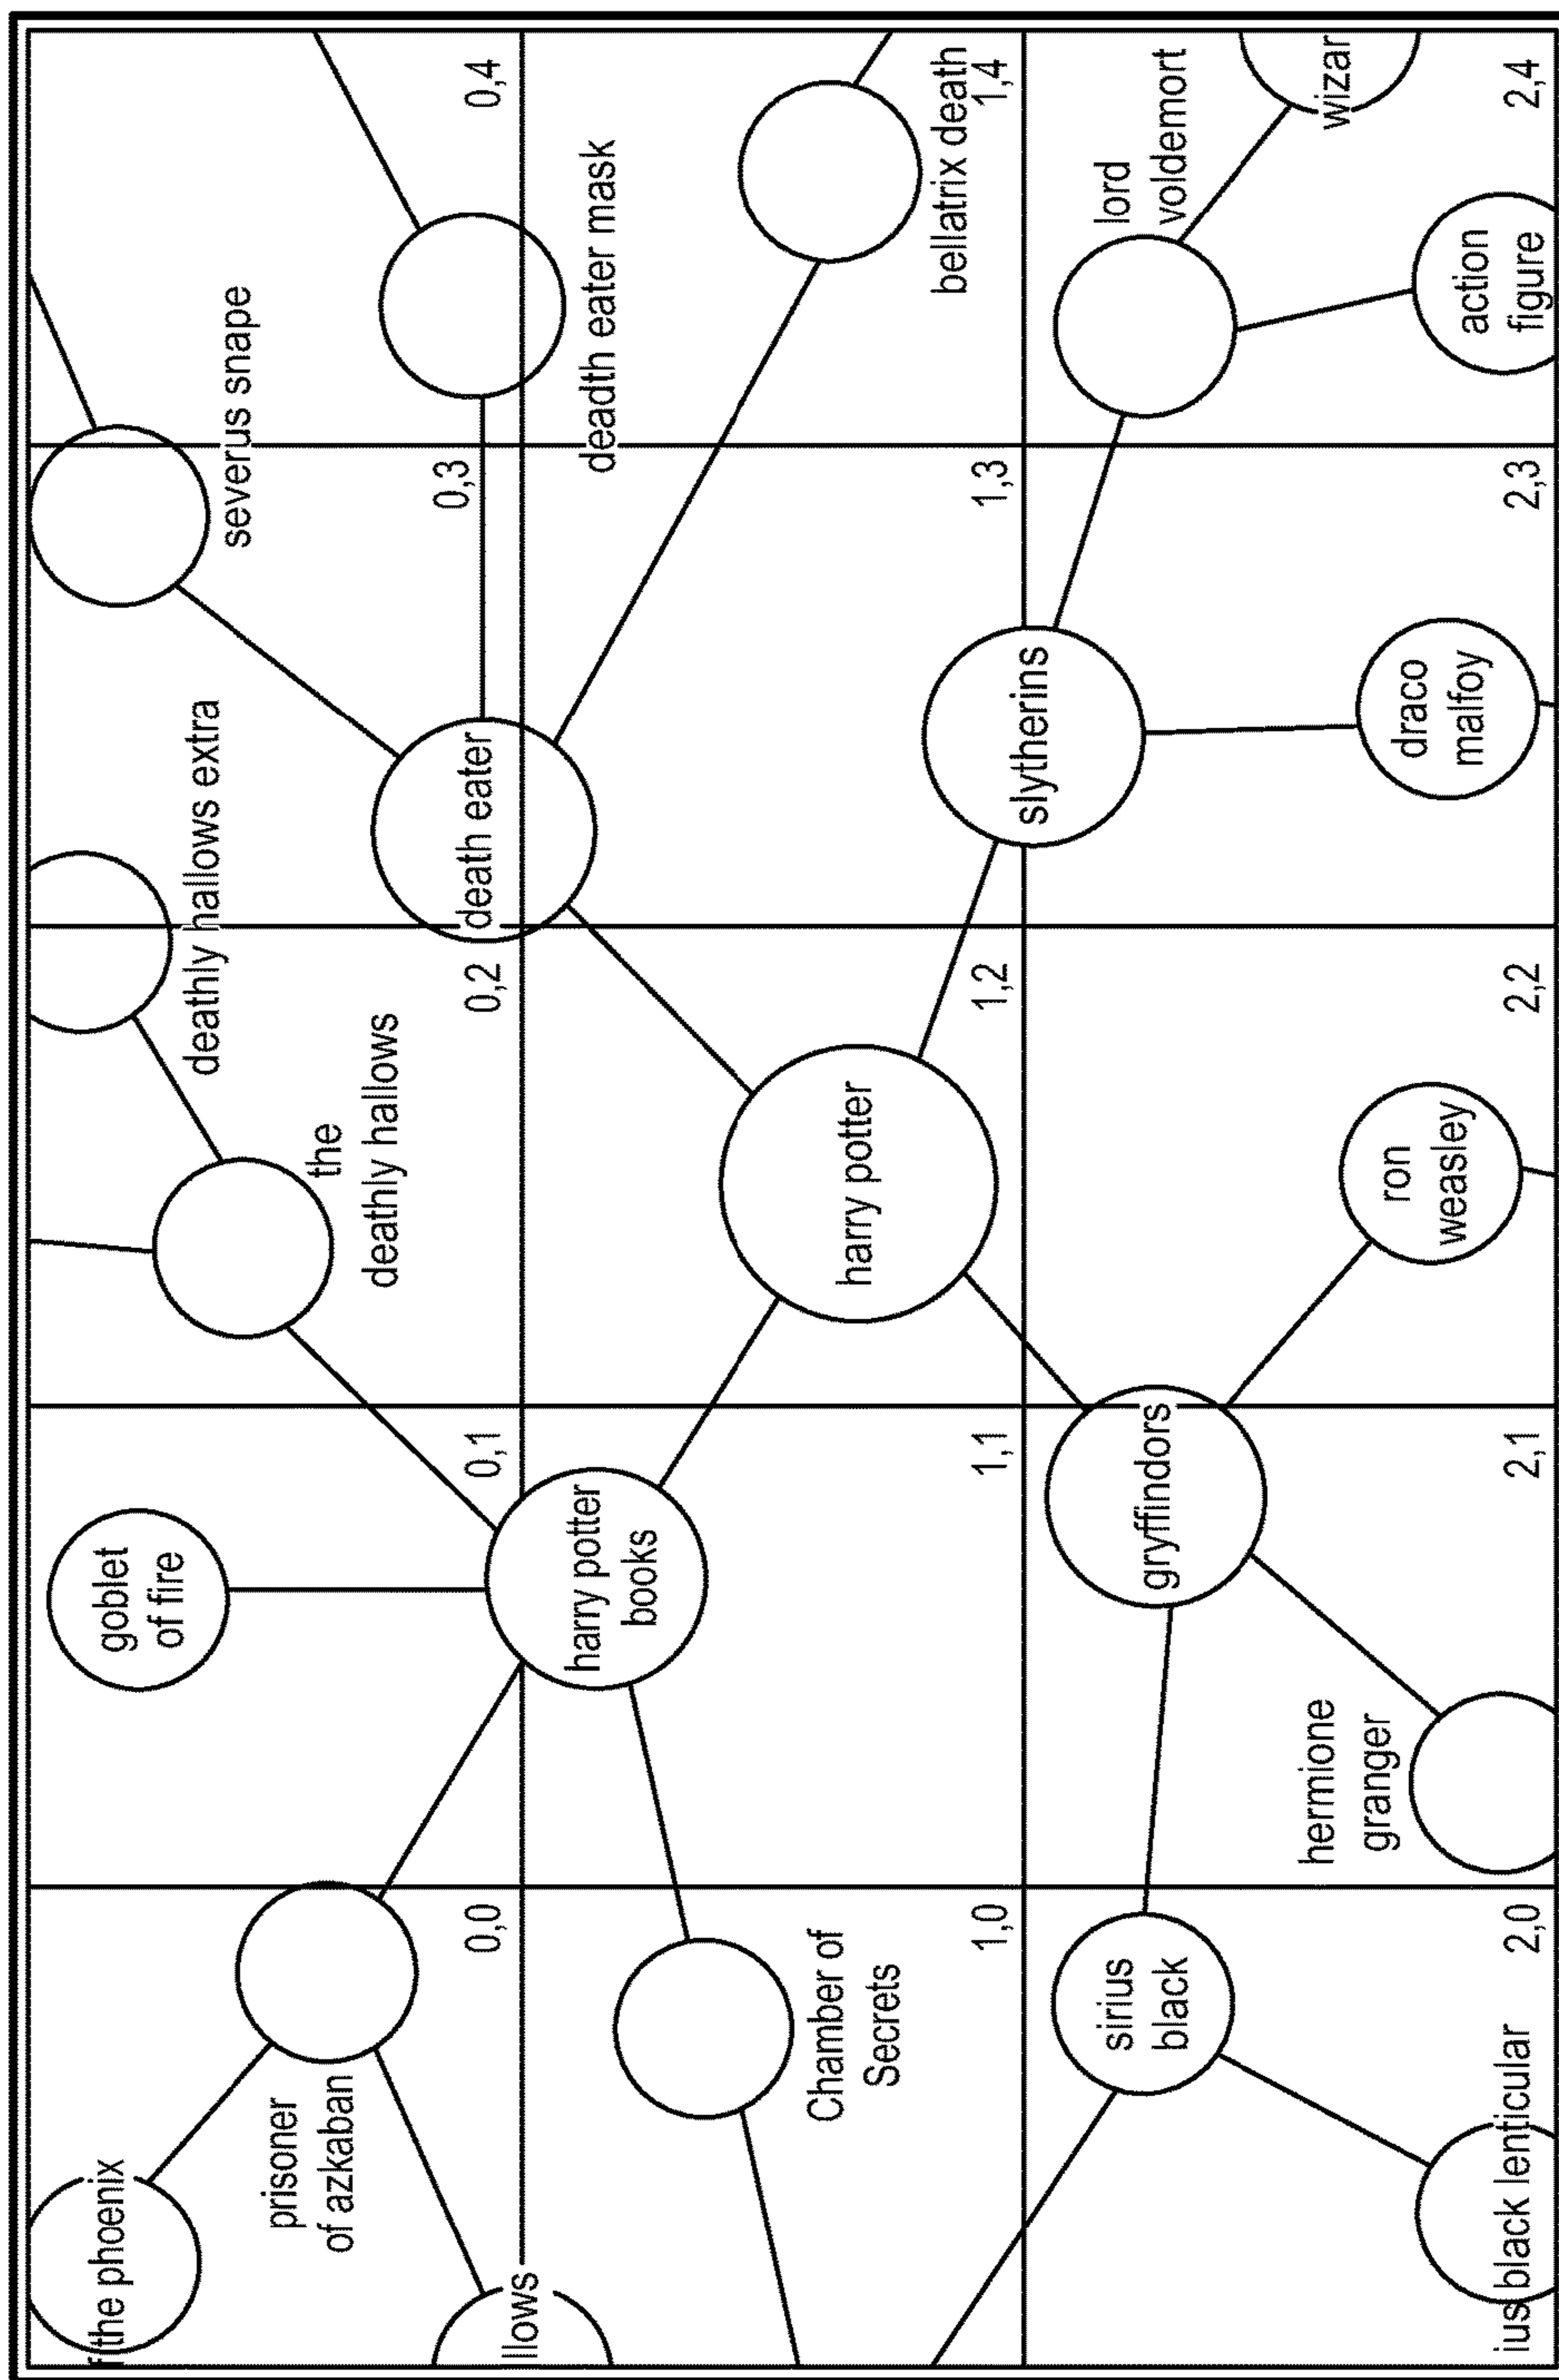 f the phoenix
goblet
of fire
deathly hallows extra
severus snape
prisoner
of azkaban
the
deathly hallows
0,0
0,1
0,2
death eater
0,3
0,4
llows
harry potter
books
deadth eater mask
Chamber of
Secrets
harry potter
bellatrix death
1,0
1,1
1,2
1,3
1,4
slytherins
sirius
black
gryffindors
lord
voldemort
hermione
granger
ron
weasley
draco
malfoy
wizar
action
figure
ius black lenticular
2,0
2,1
2,2
2,3
2,4